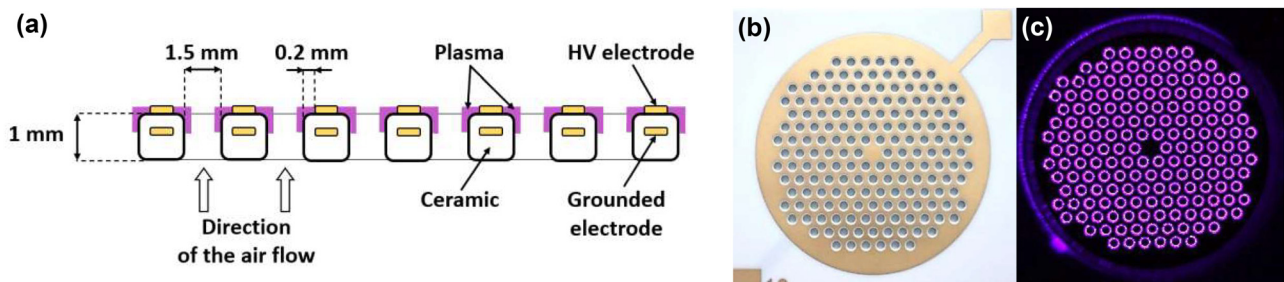 (a)
1.5 mm
0.2 mm
Plasma
HV electrode
1 mm
Ceramic
Grounded
electrode
Direction
of the air flow
(b)
(c)